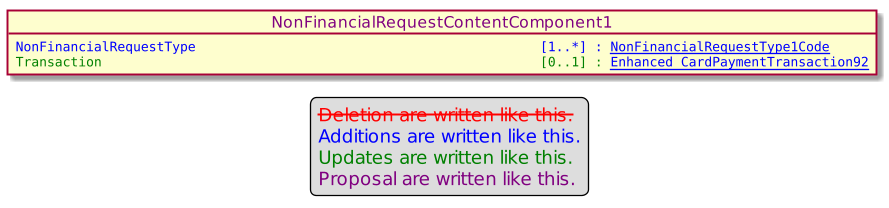 NonFinancialRequestContentComponent1
NonFinancialRequestType [1..*] : NonFinancialRequestType1Code
Transaction [0..1] : Enhanced CardPaymentTransaction92
Deletion are written like this.
Additions are written like this.
Updates are written like this.
Proposal are written like this.